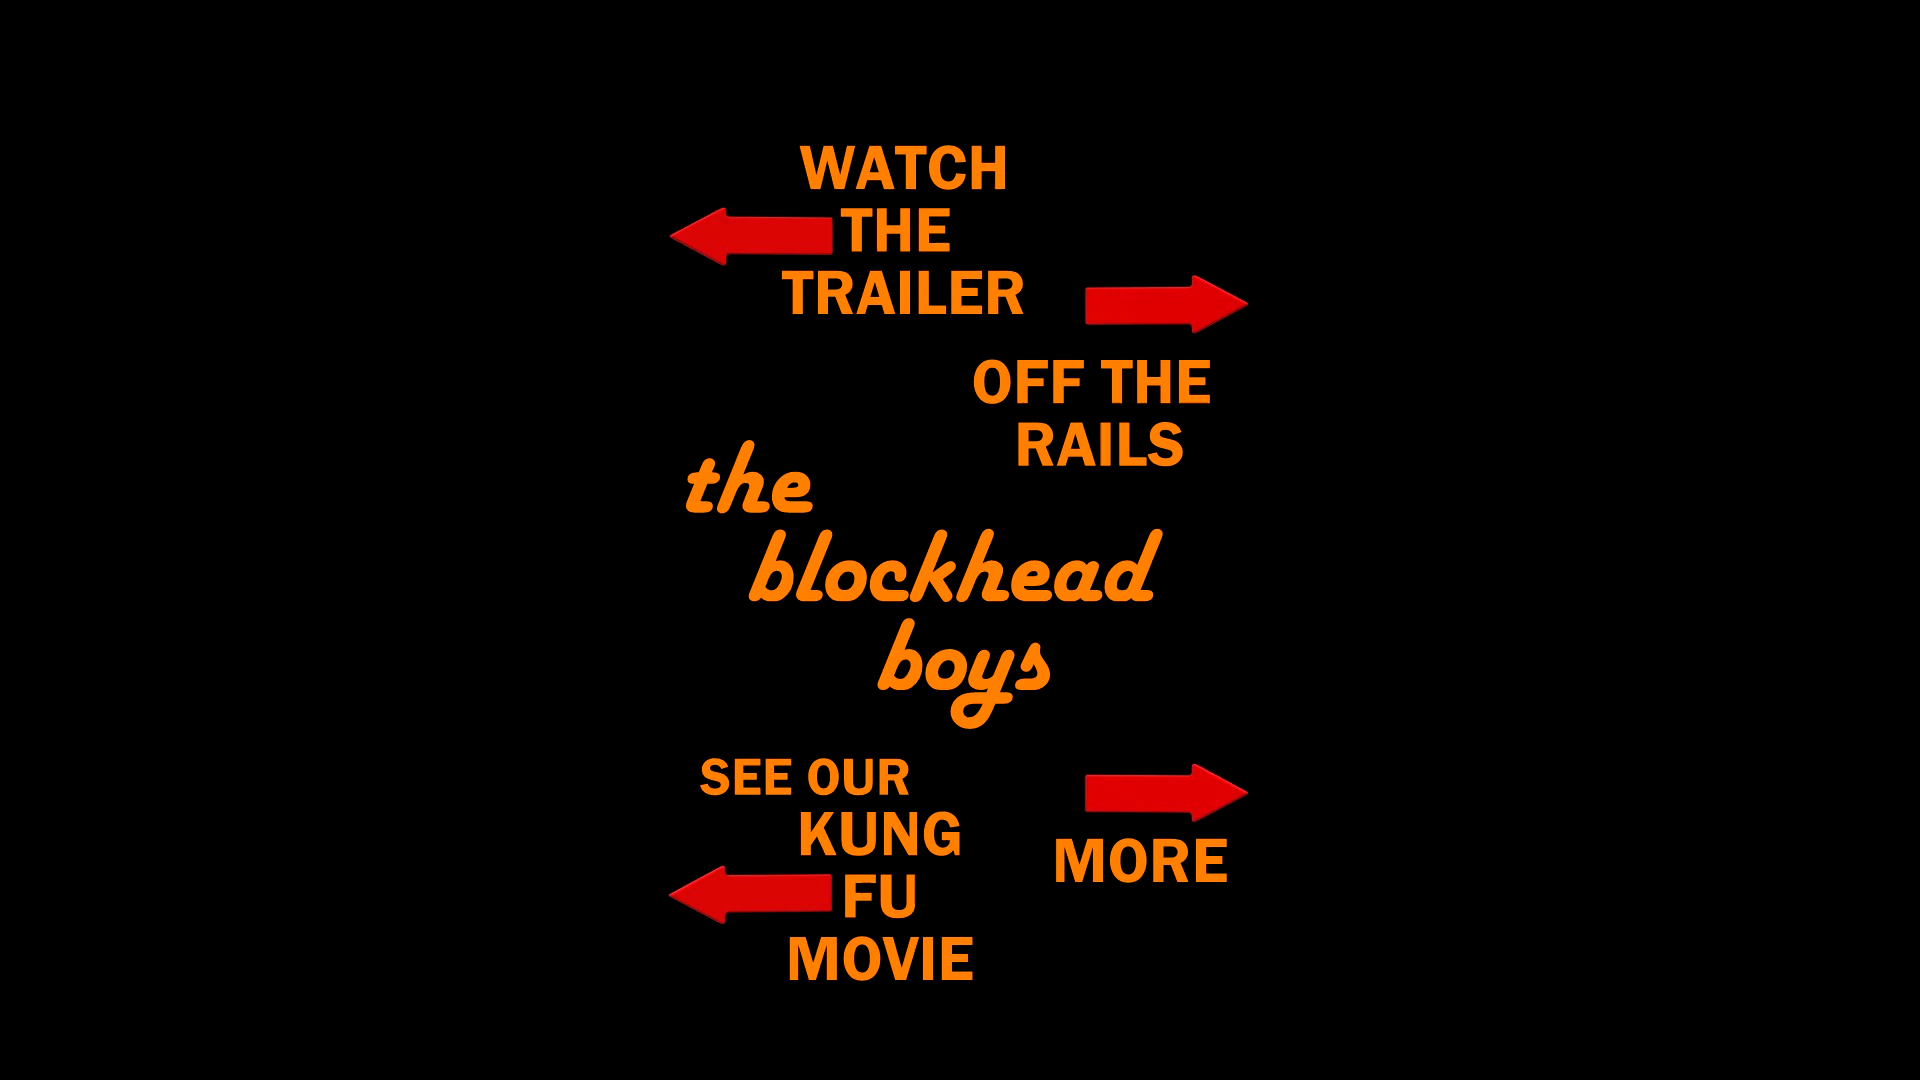 WATCH
THE
TRAILER
OFF THE
RAILS
the
blockhead
boys
SEE OUR
KUNG
FU
MOVIE
MORE